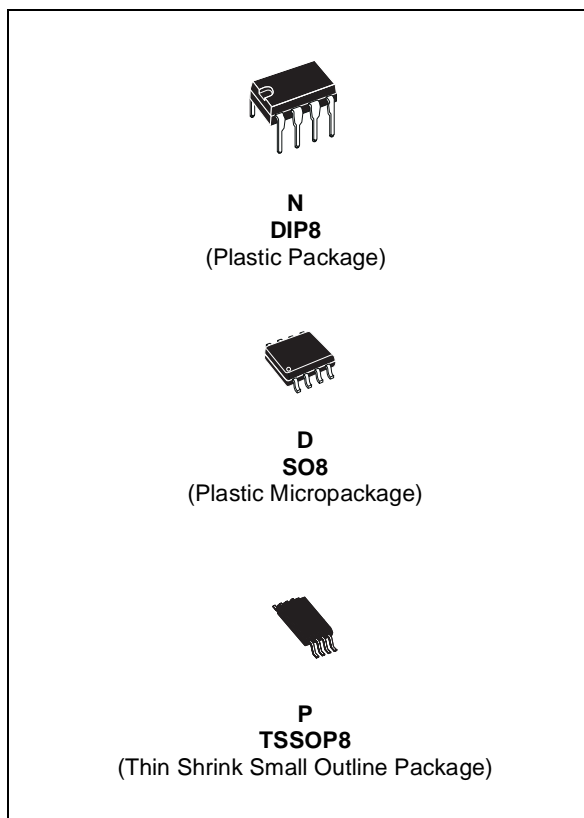 N
DIP8
(Plastic Package)
D
SO8
(Plastic Micropackage)
P
TSSOP8
(Thin Shrink Small Outline Package)